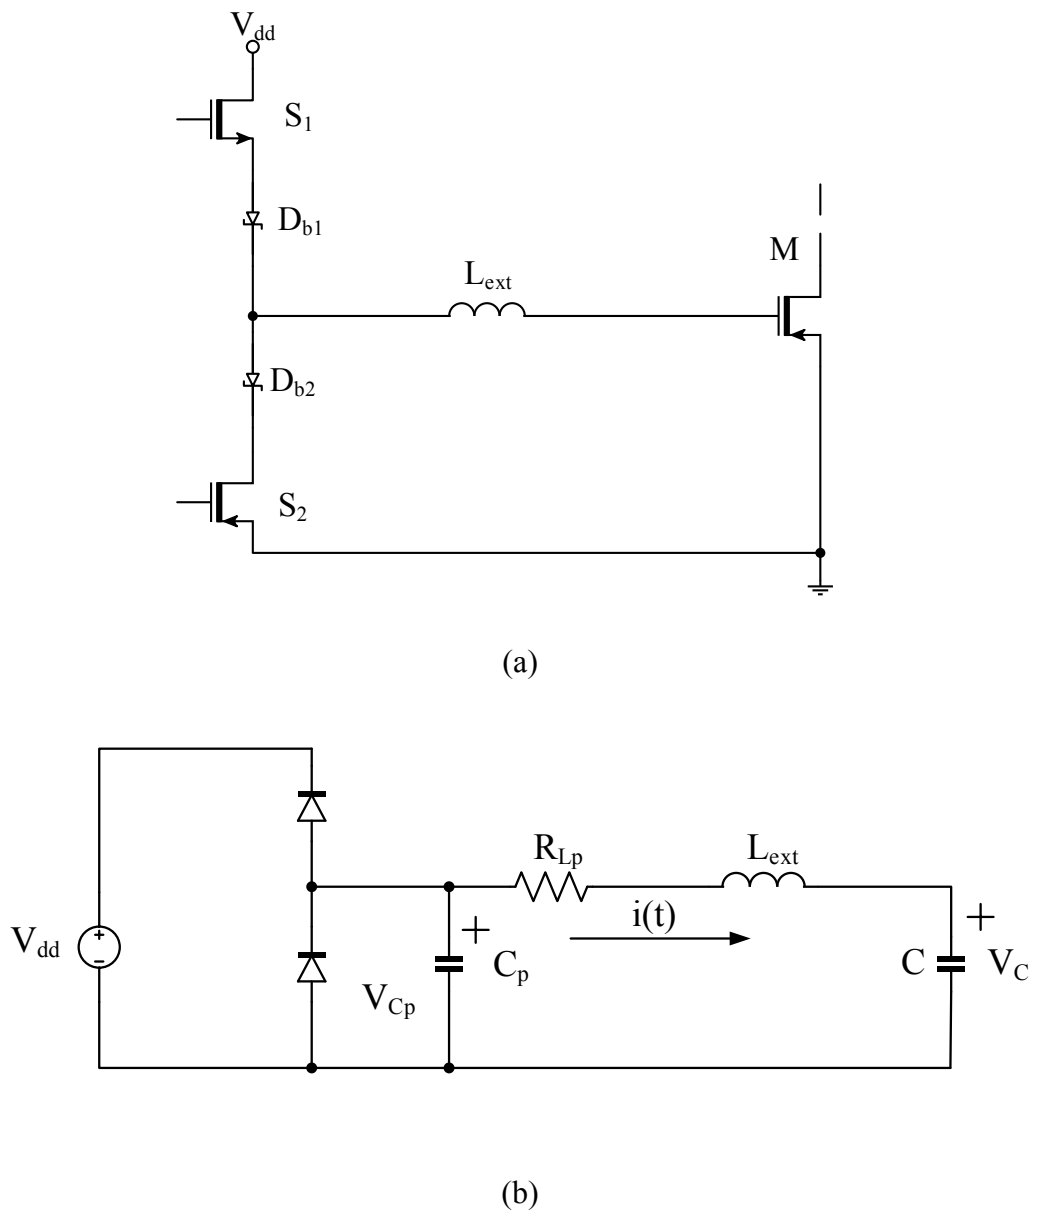 V_dd
S_1
D_b1
M
L_ext
D_b2
S_2
(a)
R_Lp
L_ext
i(t)
+
+
V_dd
+
−
C_p
C
V_C
V_Cp
(b)